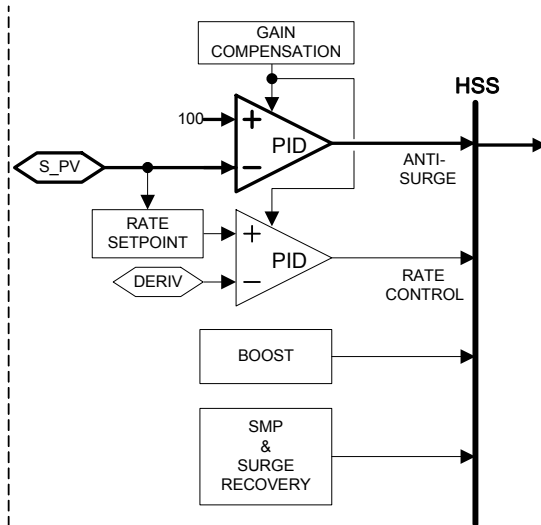 GAIN
COMPENSATION
HSS
100
+
PID
−
S_PV
ANTI-
SURGE
RATE
SETPOINT
+
PID
−
DERIV
RATE
CONTROL
BOOST
SMP
&
SURGE
RECOVERY